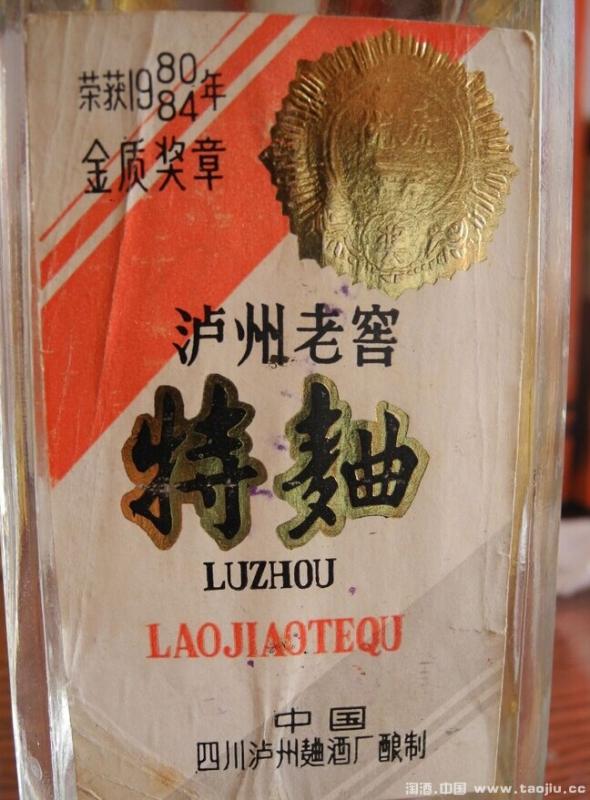 荣获1980 84年
金质奖章
泸州老窖
特麯
LUZHOU
LAOJIAOTEQU
中国
四川泸州麯酒厂酿制
淘酒.中国 www.taojiu.cc